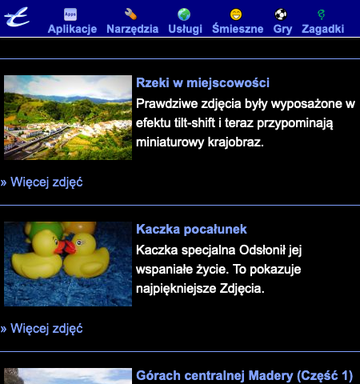 Aplikacje Narzędzia Usługi Śmieszne Gry Zagadki
Rzeki w miejscowości
Prawdziwe zdjęcia były wyposażone w
efektu tilt-shift i teraz przypominają
miniaturowy krajobraz.
» Więcej zdjęć
Kaczka pocałunek
Kaczka specjalna Odsłonił jej
wspaniałe życie. To pokazuje
najpiękniejsze Zdjęcia.
» Więcej zdjęć
Górach centralnej Madery (Część 1)